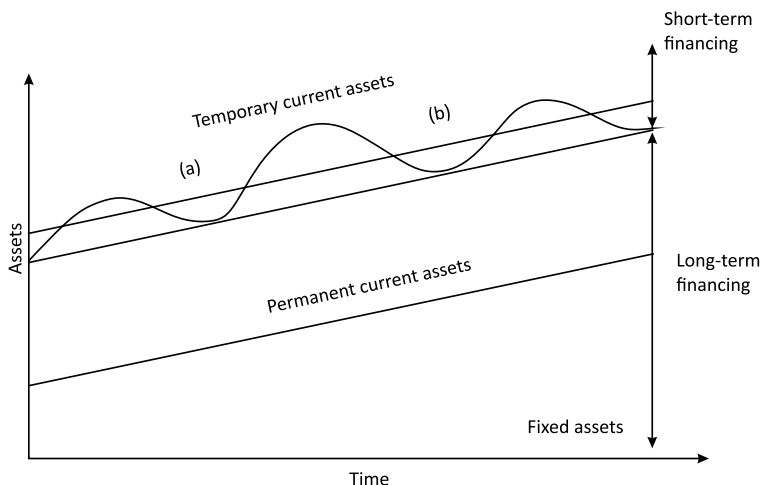 Short-term
financing
Temporary current assets
(b)
(a)
Assets
Long-term
financing
Permanent current assets
Fixed assets
Time